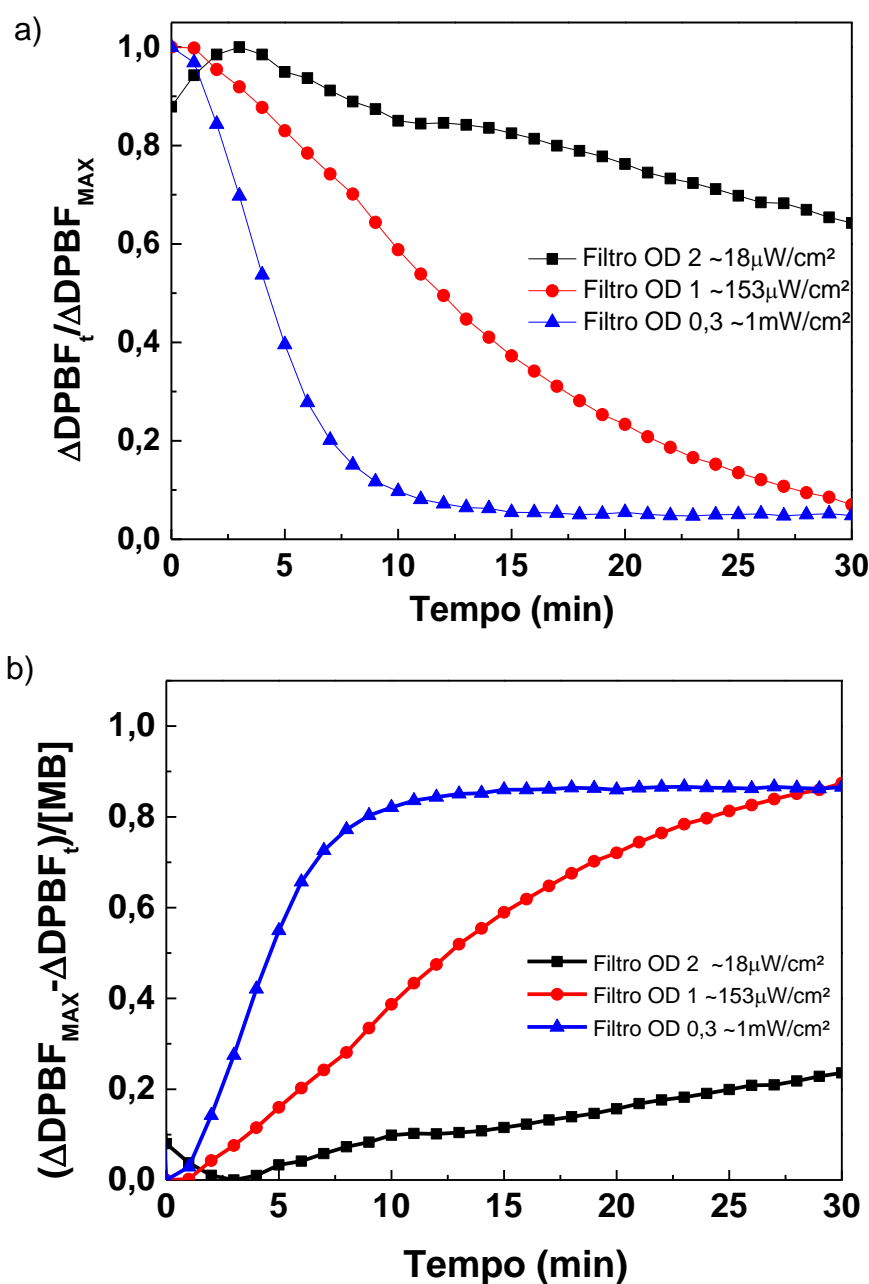 a)
1,0
0,8
0,6
0,4
0,2
0,0
ΔDPBFt/ΔDPBFMAX
Filtro OD 2 ~18μW/cm²
Filtro OD 1 ~153μW/cm²
Filtro OD 0,3 ~1mW/cm²
0 5 10 15 20 25 30
Tempo (min)
b)
1,0
0,8
0,6
0,4
0,2
0,0
(ΔDPBFMAX-ΔDPBFt)/[MB]
Filtro OD 2 ~18μW/cm²
Filtro OD 1 ~153μW/cm²
Filtro OD 0,3 ~1mW/cm²
0 5 10 15 20 25 30
Tempo (min)